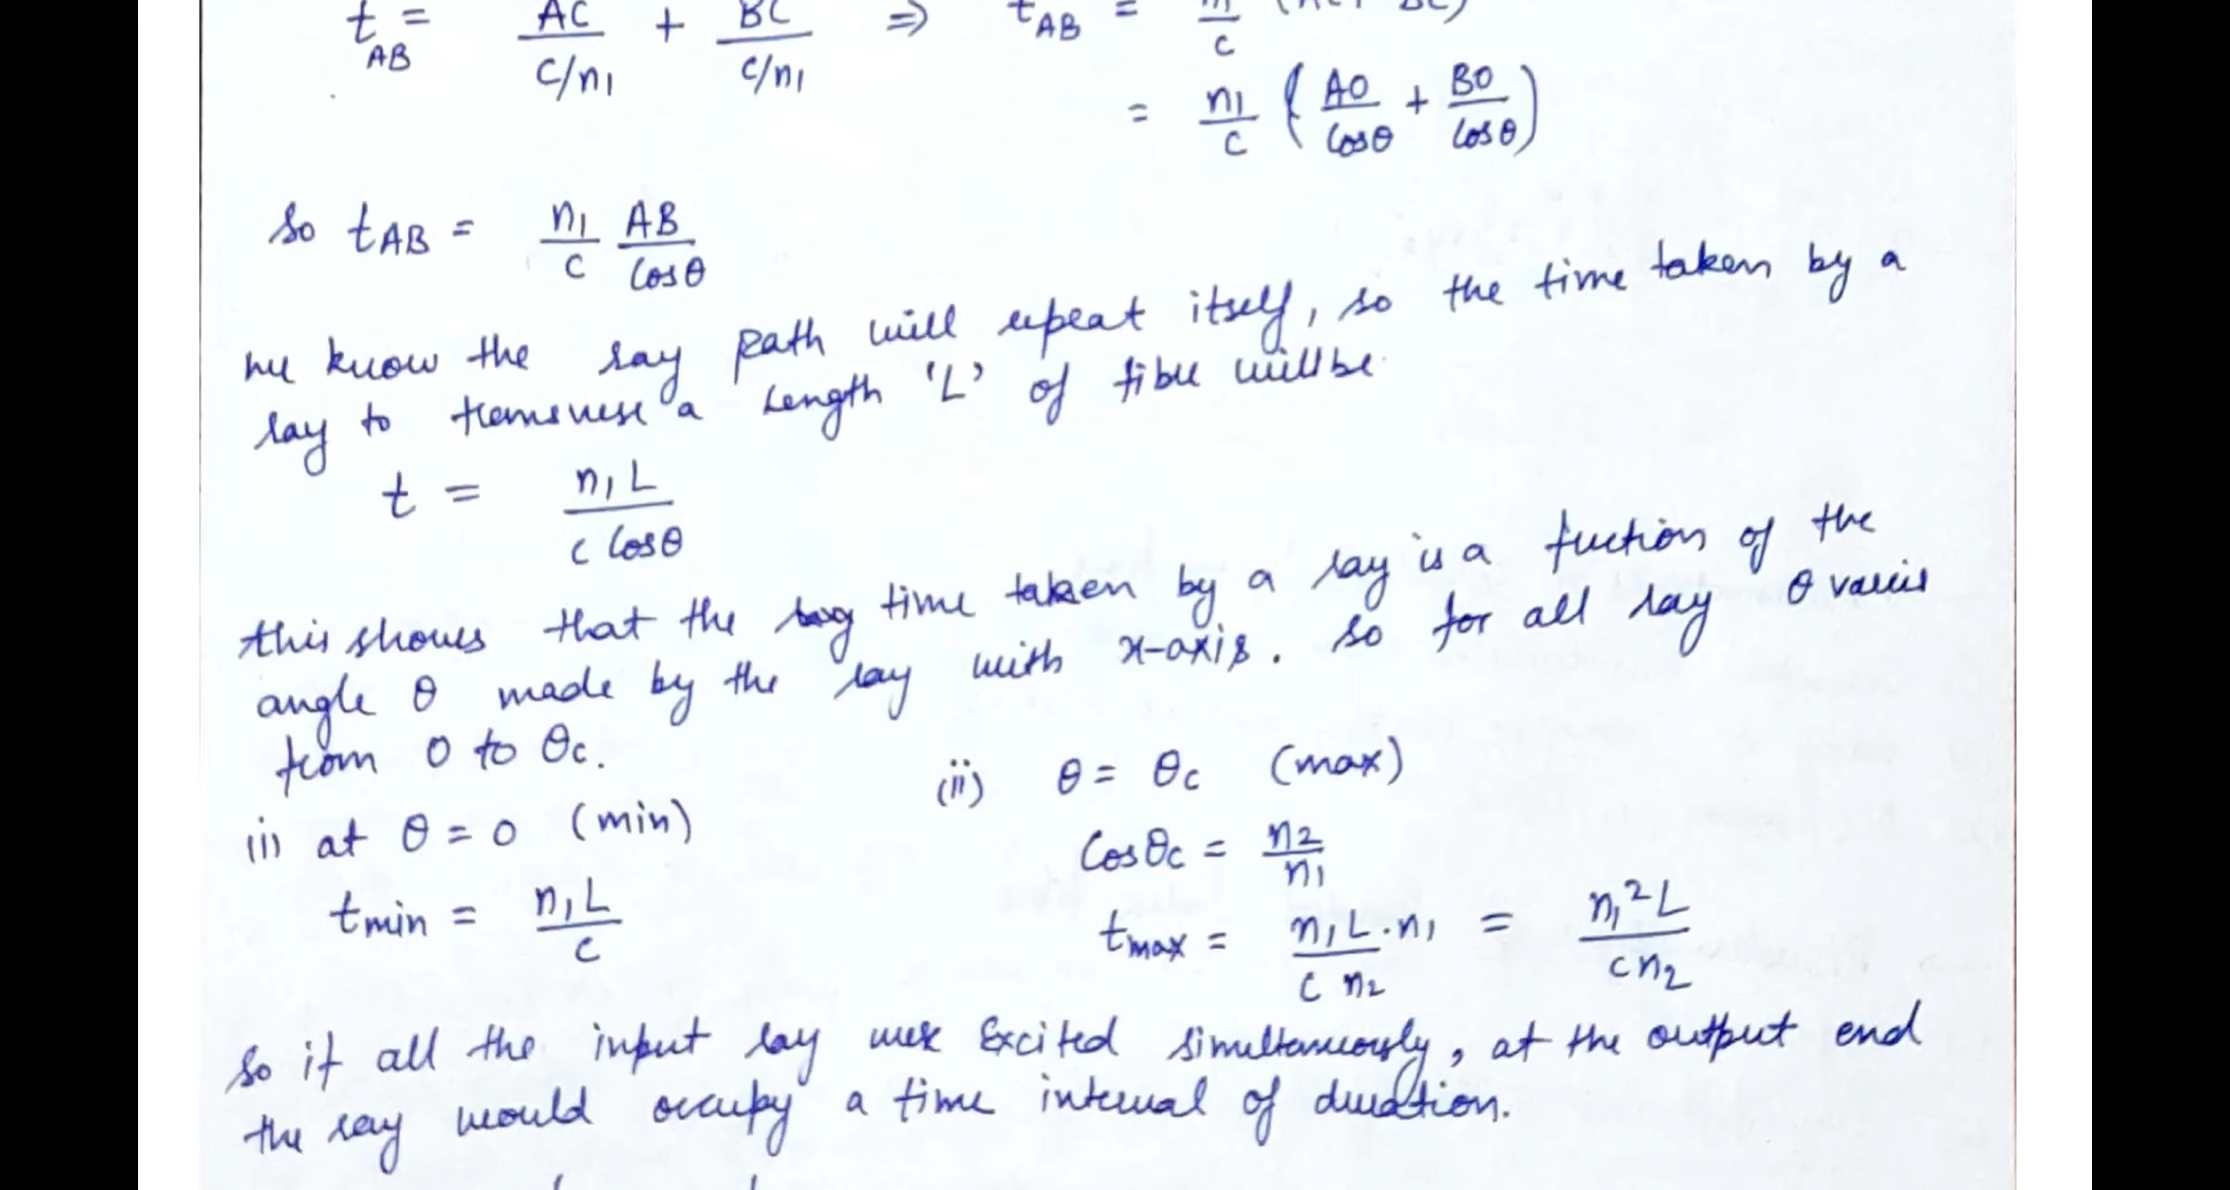 t_AB = AC/(C/n₁) + BC/(c/n₁) ⇒ t_AB = n₁/c (AC + BC)
= n₁/c (AO/Cosθ + BO/Cosθ)
So t_AB = n₁/c AB/Cosθ
we know the ray path will repeat itself, so the time taken by a
ray to a Length 'L' of fibre will be
t = n₁L/(c Cosθ)
this shows that the time taken by a ray is a fuction of the
angle θ made by the ray with x-axis. So for all ray θ varies
from 0 to θc.
(i) at θ = 0 (min) (ii) θ = θc (max)
Cosθc = n₂/n₁
tmin = n₁L/c tmax = n₁L.n₁/(c n₂) = n₁²L/(cn₂)
So if all the input ray were Excited simultaneously, at the output end
the ray would occupy a time interval of duration.